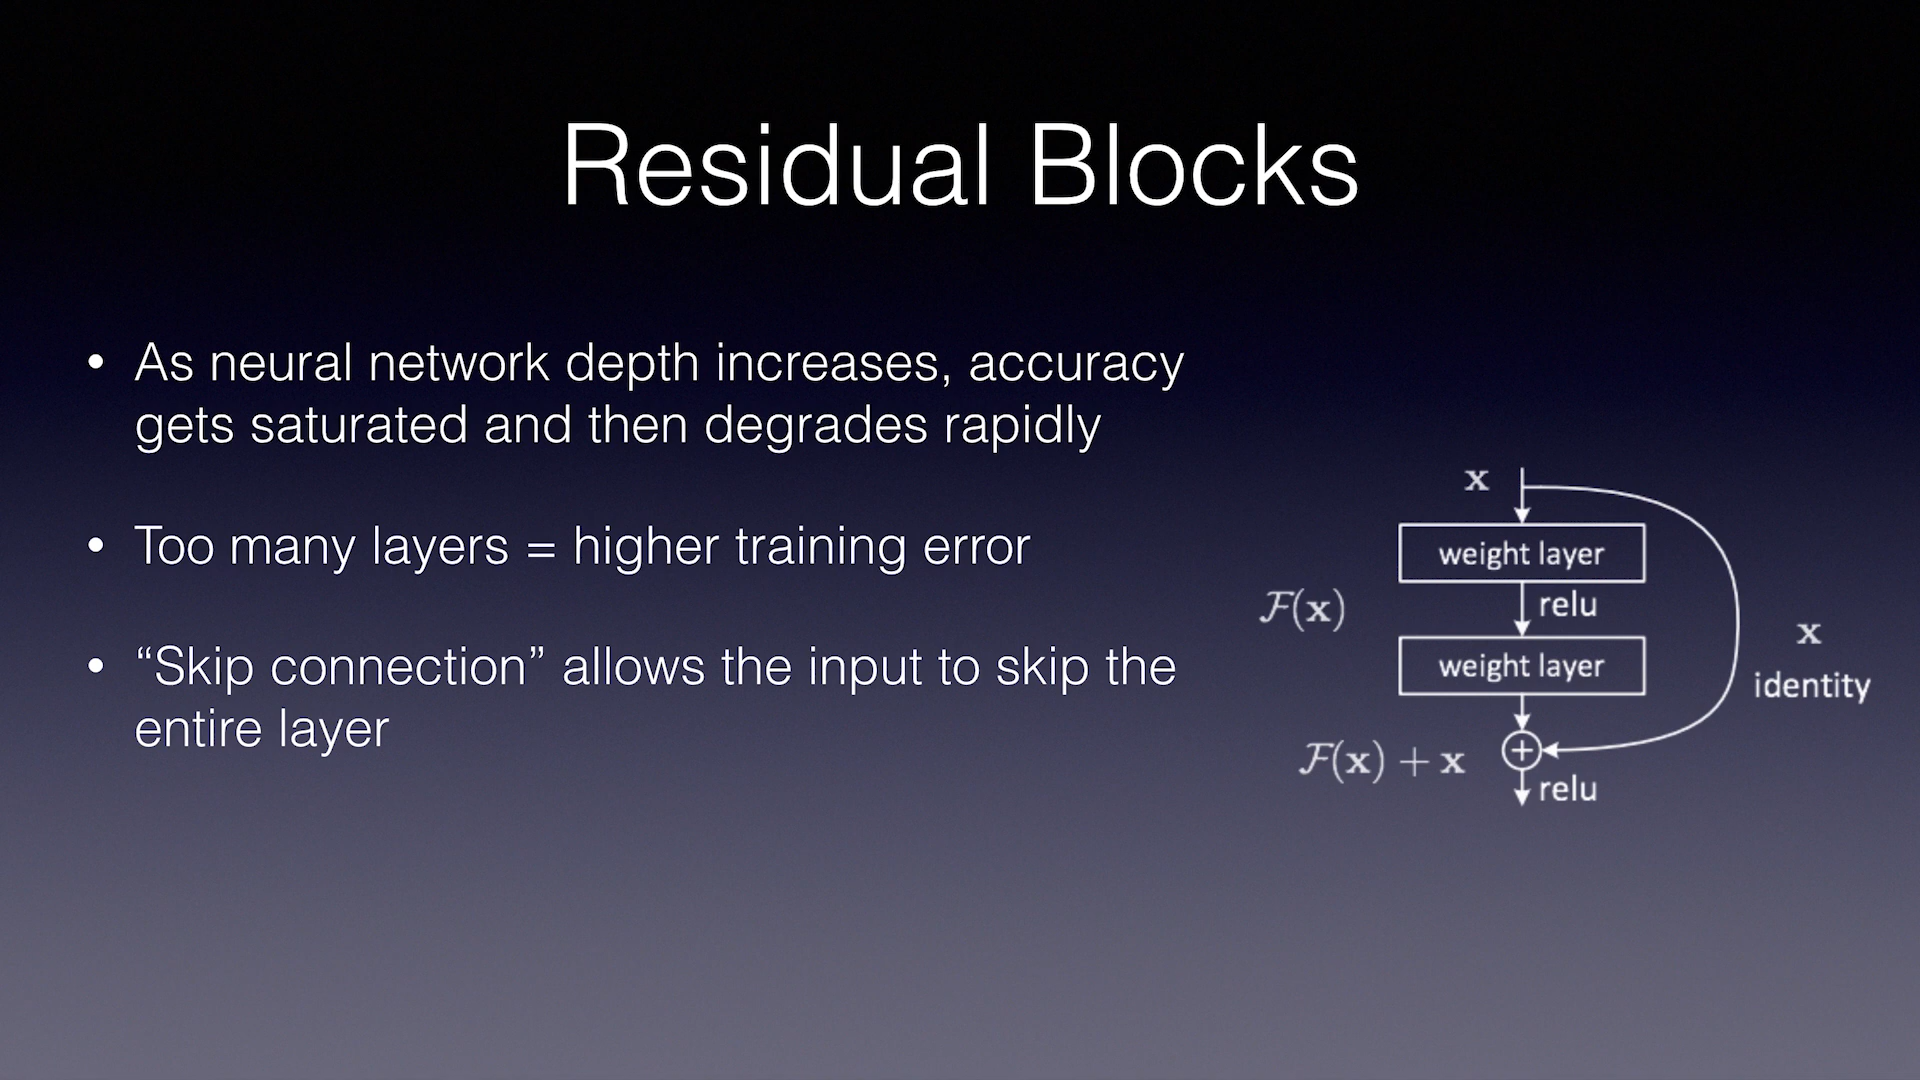 Residual Blocks
• As neural network depth increases, accuracy
gets saturated and then degrades rapidly
• Too many layers = higher training error
• “Skip connection” allows the input to skip the
entire layer
x
weight layer
relu
F(x)
x
identity
weight layer
F(x) + x
relu